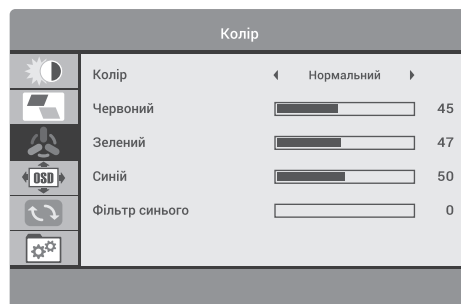 Колір
Колір Нормальний
Червоний 45
Зелений 47
OSD
Синій 50
Фільтр синього 0